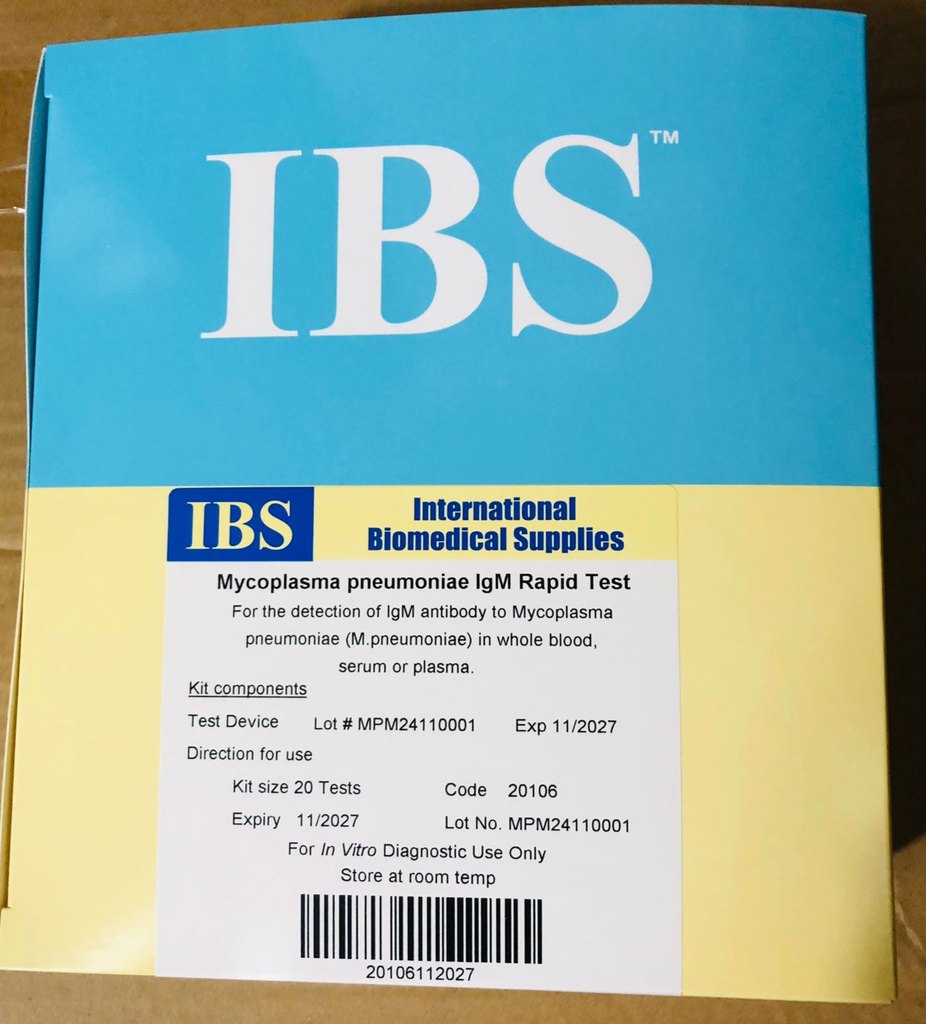 IBS™
IBS
International
Biomedical Supplies
Mycoplasma pneumoniae IgM Rapid Test
For the detection of IgM antibody to Mycoplasma
pneumoniae (M.pneumoniae) in whole blood,
serum or plasma.
Kit components
Test Device Lot # MPM24110001 Exp 11/2027
Direction for use
Kit size 20 Tests Code 20106
Expiry 11/2027 Lot No. MPM24110001
For In Vitro Diagnostic Use Only
Store at room temp
20106112027